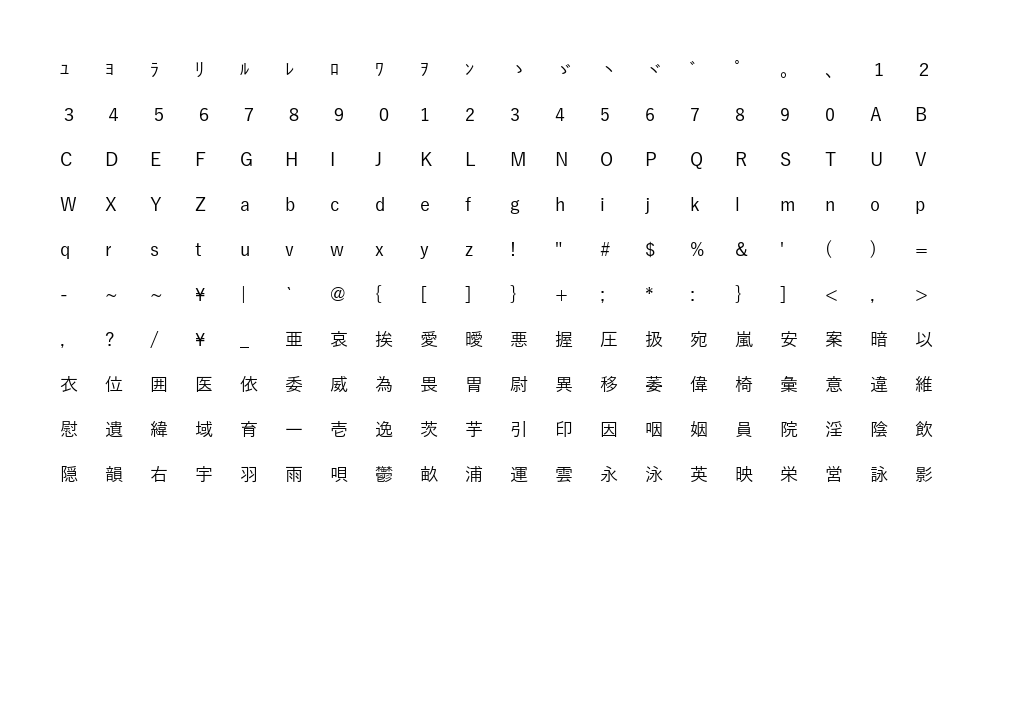 ﾕ ﾖ ﾗ ﾘ ﾙ ﾚ ﾛ ﾜ ｦ ﾝ ゝ ゞ ヽ ヾ ﾞ ﾟ 。 、 １ ２
３ ４ ５ ６ ７ ８ ９ ０ 1 2 3 4 5 6 7 8 9 0 A B
C D E F G H I J K L M N O P Q R S T U V
W X Y Z a b c d e f g h i j k l m n o p
q r s t u v w x y z ! " # $ % & ' ( ) =
- ~ ~ ¥ | ` @ { [ ] } + ; * : } ] < , >
, ? / ¥ _ 亜 哀 挨 愛 曖 悪 握 圧 扱 宛 嵐 安 案 暗 以
衣 位 囲 医 依 委 威 為 畏 胃 尉 異 移 萎 偉 椅 彙 意 違 維
慰 遺 緯 域 育 一 壱 逸 茨 芋 引 印 因 咽 姻 員 院 淫 陰 飲
隠 韻 右 宇 羽 雨 唄 鬱 畝 浦 運 雲 永 泳 英 映 栄 営 詠 影